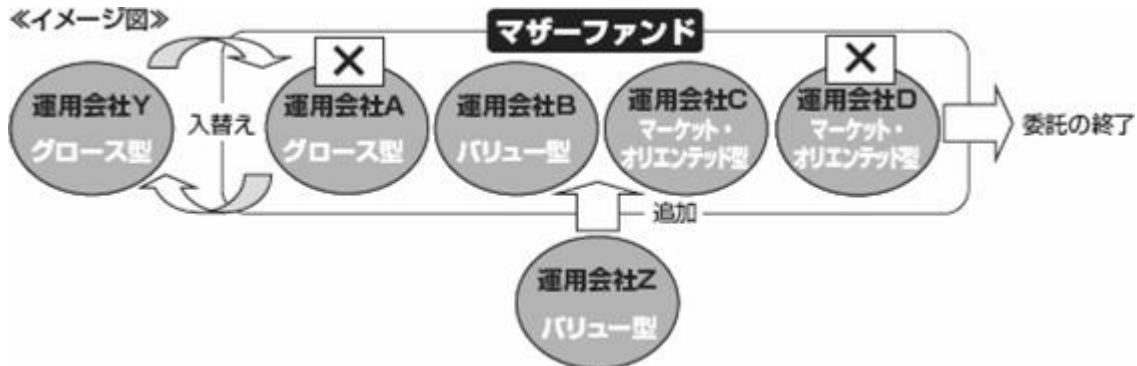 ≪イメージ図≫
マザーファンド
運用会社Y
グロース型
入替え
×
運用会社A
グロース型
運用会社B
バリュー型
運用会社C
マーケット・
オリエンテッド型
×
運用会社D
マーケット・
オリエンテッド型
委託の終了
追加
運用会社Z
バリュー型